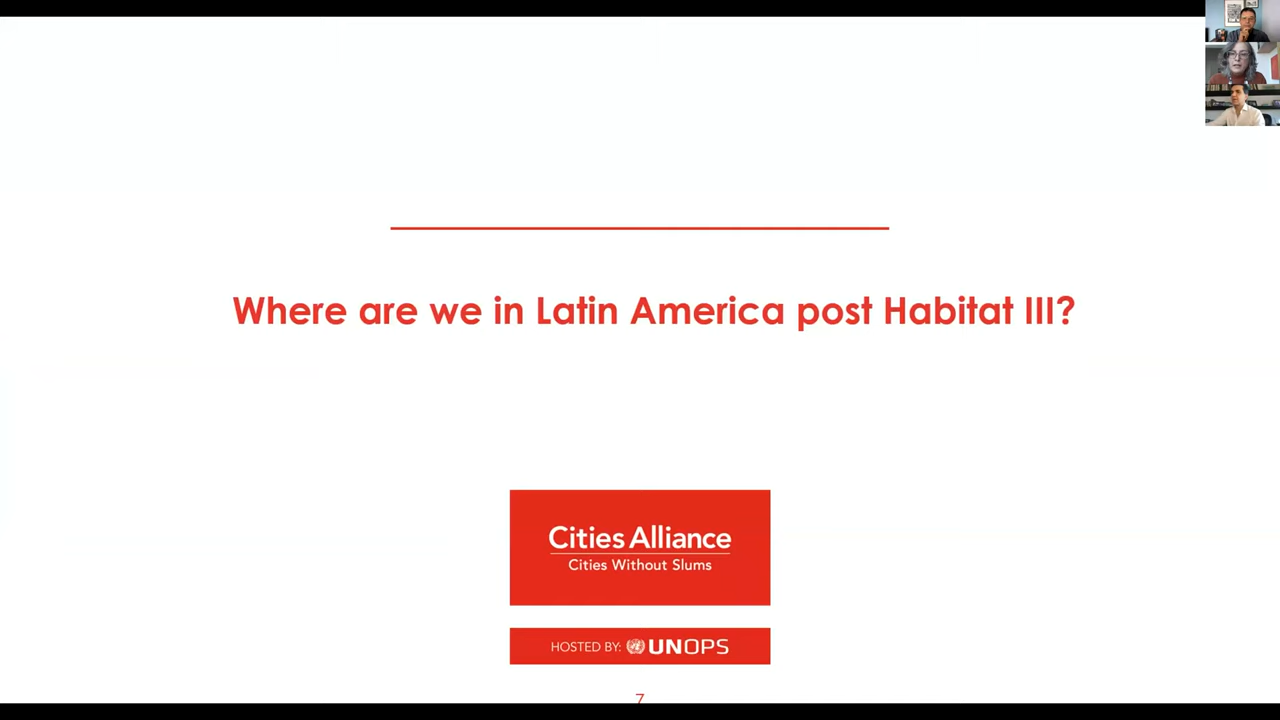 Where are we in Latin America post Habitat III?
Cities Alliance
Cities Without Slums
HOSTED BY: UNOPS
7